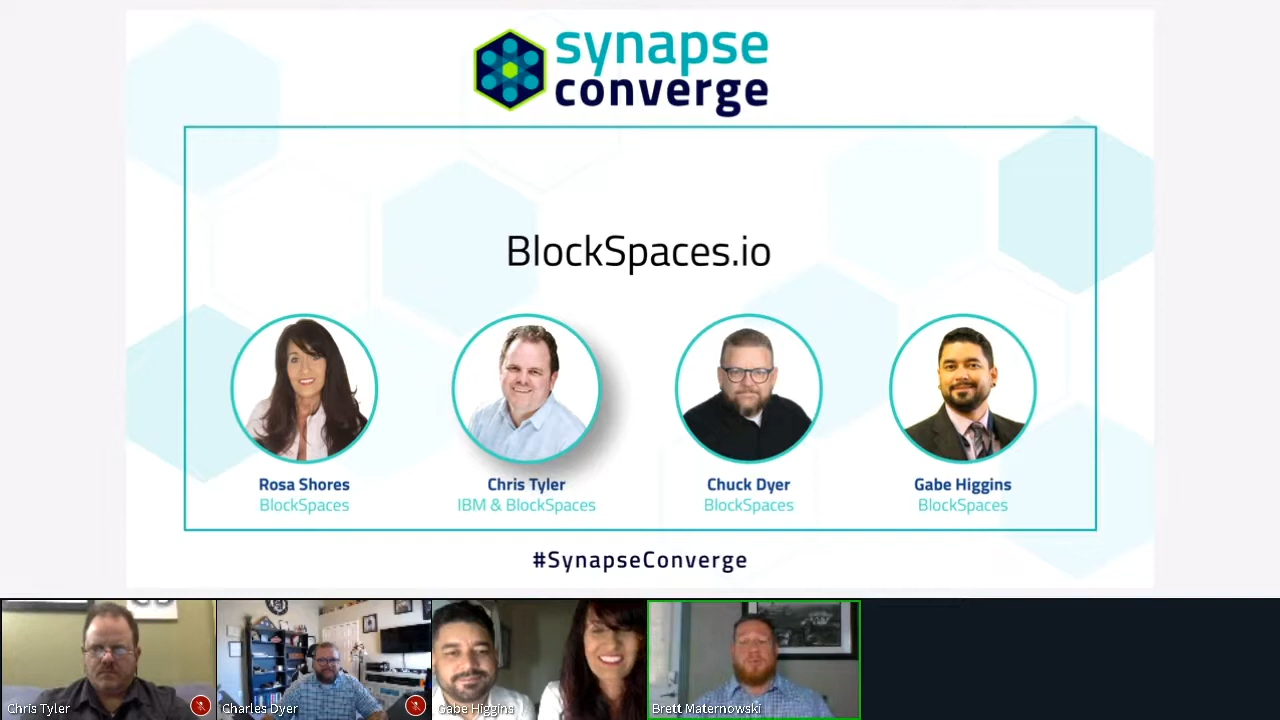 synapse
converge
BlockSpaces.io
Rosa Shores
BlockSpaces
Chris Tyler
IBM & BlockSpaces
Chuck Dyer
BlockSpaces
Gabe Higgins
BlockSpaces
#SynapseConverge
Chris Tyler
Charles Dyer
Gabe Higgins
Brett Maternowski